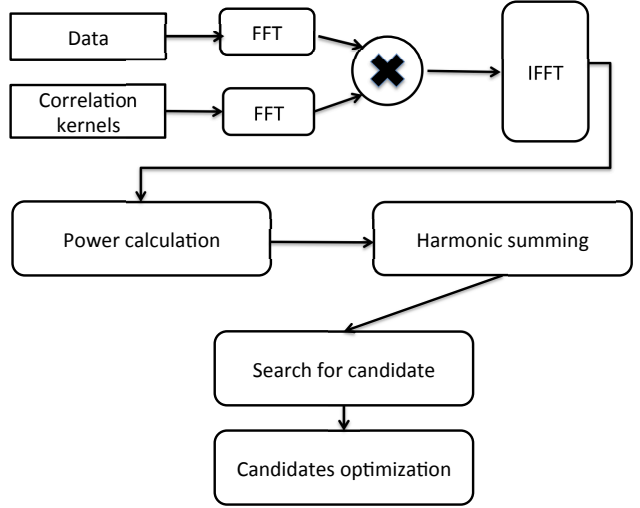 Data
FFT
Correlation
kernels
FFT
IFFT
Power calculation
Harmonic summing
Search for candidate
Candidates optimization